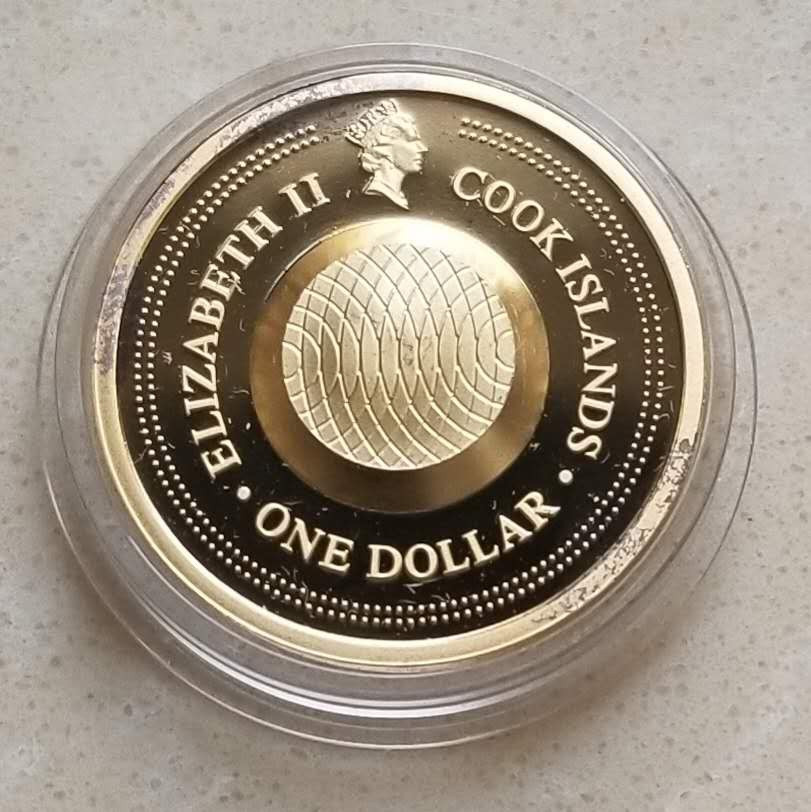 ELIZABETH II
COOK ISLANDS
• ONE DOLLAR •